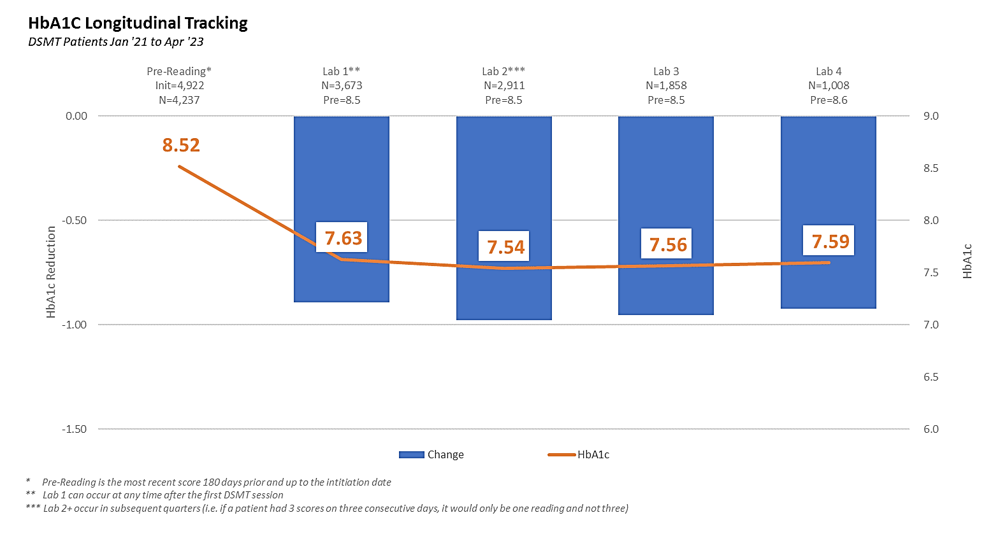 HbA1C Longitudinal Tracking
DSMT Patients Jan '21 to Apr '23
Pre-Reading*
Init=4,922
N=4,237
Lab 1**
N=3,673
Pre=8.5
Lab 2***
N=2,911
Pre=8.5
Lab 3
N=1,858
Pre=8.5
Lab 4
N=1,008
Pre=8.6
0.00
-0.50
-1.00
-1.50
HbA1c Reduction
8.52
7.63
7.54
7.56
7.59
9.0
8.5
8.0
7.5
7.0
6.5
6.0
HbA1c
Change
HbA1c
* Pre-Reading is the most recent score 180 days prior and up to the intitiation date
** Lab 1 can occur at any time after the first DSMT session
*** Lab 2+ occur in subsequent quarters (i.e. if a patient had 3 scores on three consecutive days, it would only be one reading and not three)